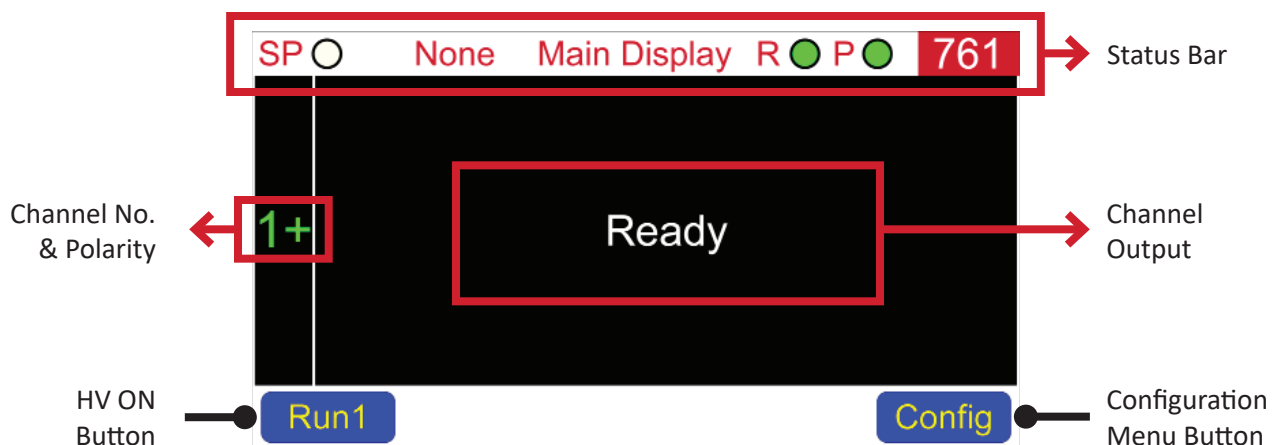 SP None Main Display R P 761
Status Bar
Channel No.
& Polarity
1+
Ready
Channel
Output
HV ON
Button
Run1
Config
Configuration
Menu Button